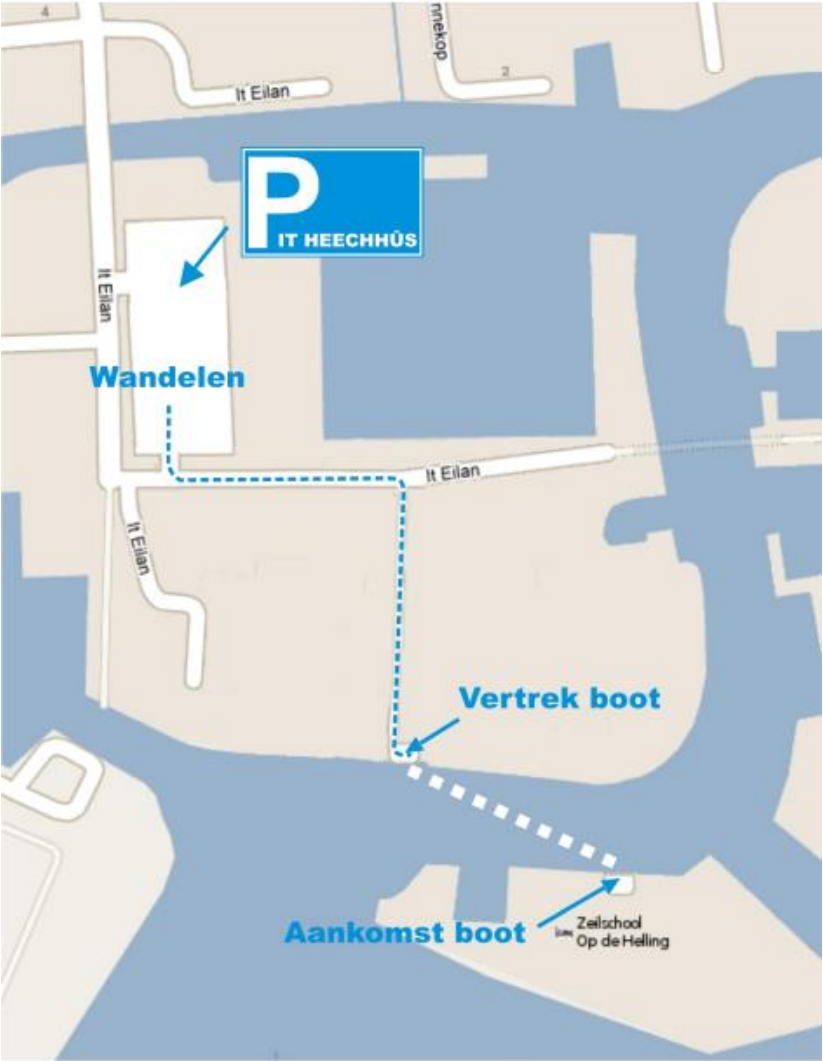 4
nnekop
2
It Eilan
P
IT HEECHHÛS
It Eilan
Wandelen
It Eilan
It Eilan
Vertrek boot
Aankomst boot
Zeilschool
Op de Helling